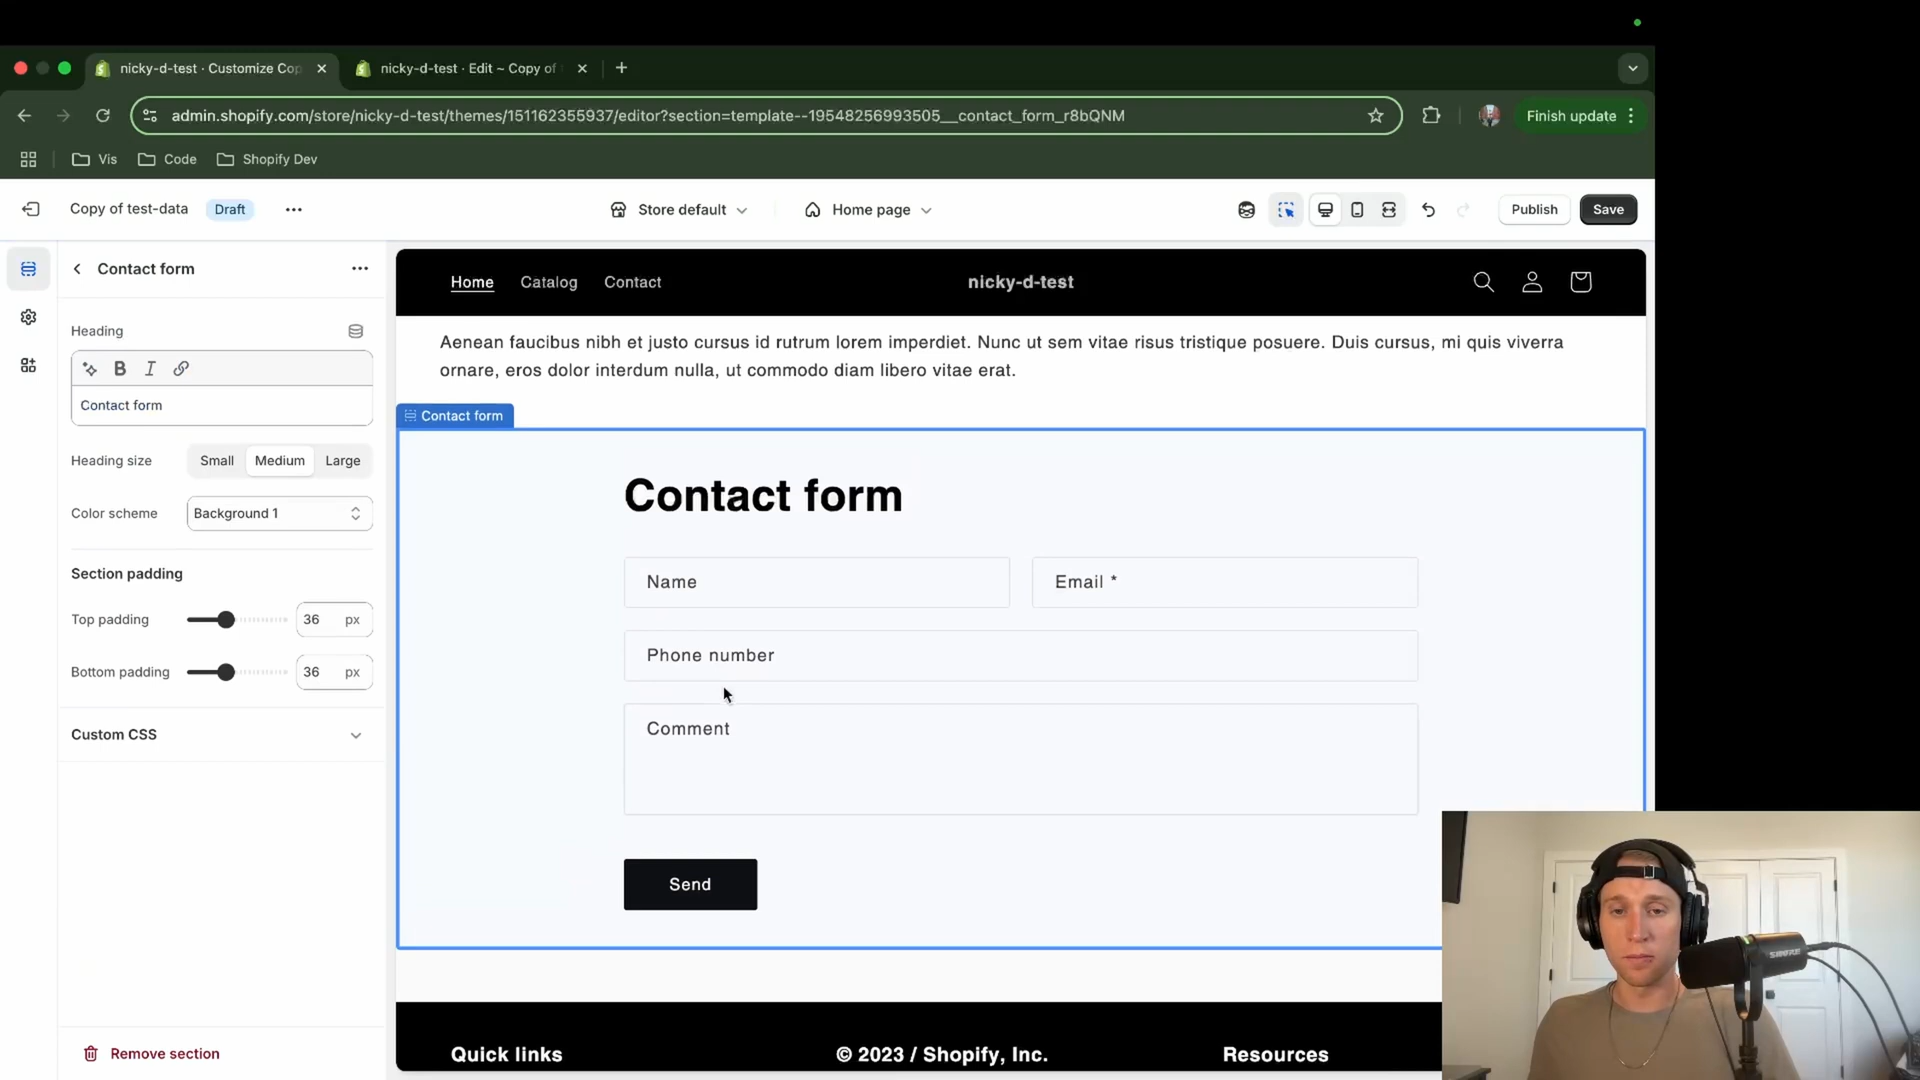 nicky-d-test · Customize Cop
nicky-d-test · Edit ~ Copy of
Finish update
admin.shopify.com/store/nicky-d-test/themes/151162355937/editor?section=template--19548256993505__contact_form_r8bQNM
Vis
Code
Shopify Dev
Copy of test-data
Draft
Store default
Home page
Publish
Save
Contact form
Heading
B
I
Contact form
Heading size
Small
Medium
Large
Color scheme
Background 1
Section padding
Top padding
36
px
Bottom padding
36
px
Custom CSS
Remove section
Home
Catalog
Contact
nicky-d-test
Aenean faucibus nibh et justo cursus id rutrum lorem imperdiet. Nunc ut sem vitae risus tristique posuere. Duis cursus, mi quis viverra
ornare, eros dolor interdum nulla, ut commodo diam libero vitae erat.
Contact form
Contact form
Name
Email *
Phone number
Comment
Send
Quick links
© 2023 / Shopify, Inc.
Resources
SHURE